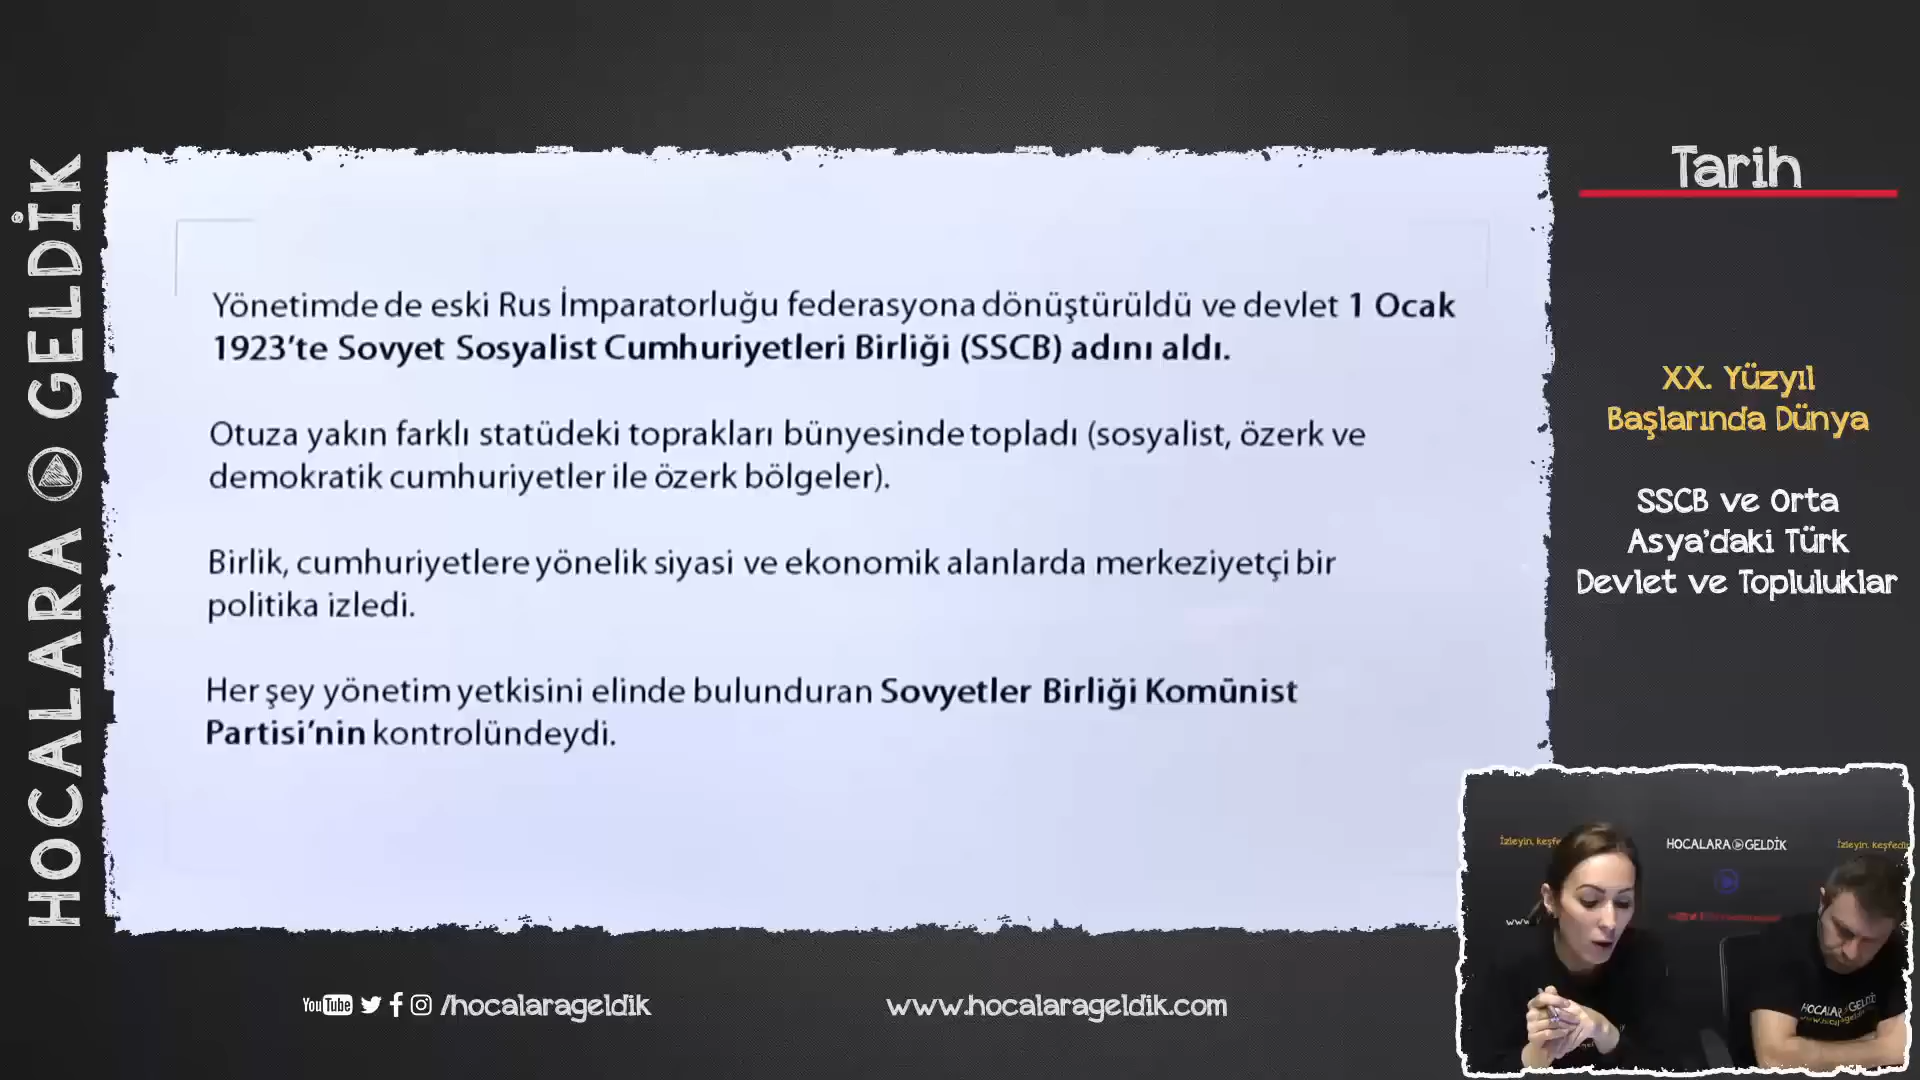 HOCALARA GELDİK
Tarih
Yönetimde de eski Rus İmparatorluğu federasyona dönüştürüldü ve devlet 1 Ocak
1923’te Sovyet Sosyalist Cumhuriyetleri Birliği (SSCB) adını aldı.
Otuza yakın farklı statüdeki toprakları bünyesinde topladı (sosyalist, özerk ve
demokratik cumhuriyetler ile özerk bölgeler).
Birlik, cumhuriyetlere yönelik siyasi ve ekonomik alanlarda merkeziyetçi bir
politika izledi.
Her şey yönetim yetkisini elinde bulunduran Sovyetler Birliği Komünist
Partisi’nin kontrolündeydi.
XX. Yüzyıl
Başlarında Dünya
SSCB ve Orta
Asya’daki Türk
Devlet ve Topluluklar
HOCALARA GELDİK
YouTube /hocalarageldik
www.hocalarageldik.com